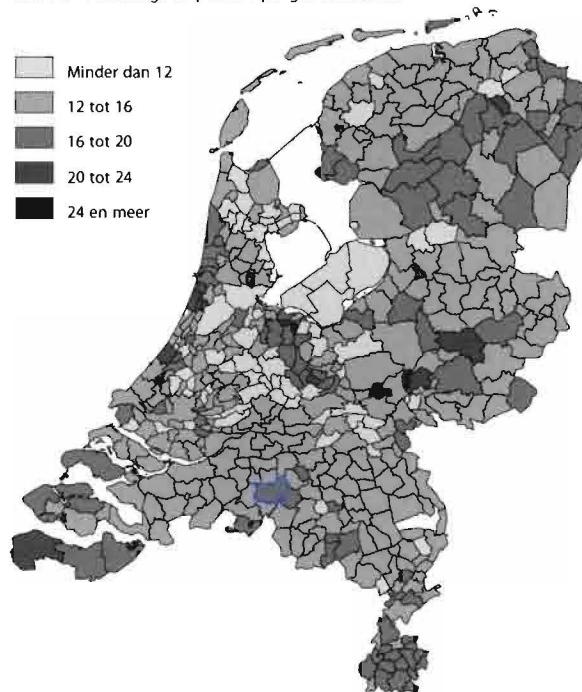 Minder dan 12
12 tot 16
16 tot 20
20 tot 24
24 en meer